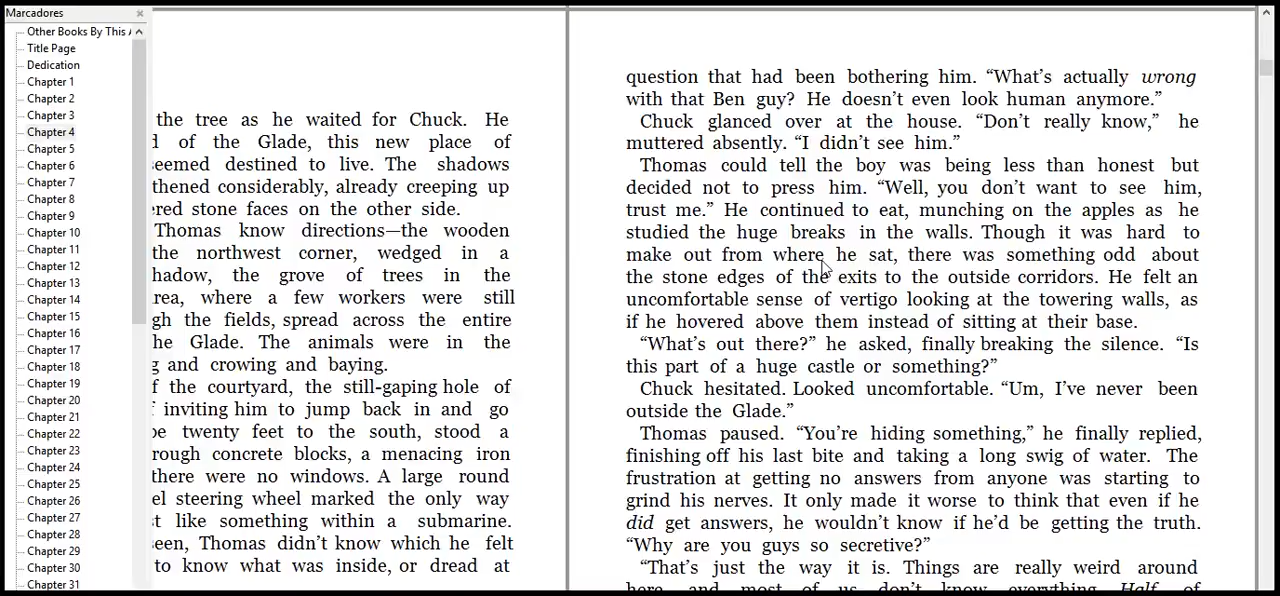 Marcadores
Other Books By This
Title Page
Dedication
Chapter 1
Chapter 2
Chapter 3
Chapter 4
Chapter 5
Chapter 6
Chapter 7
Chapter 8
Chapter 9
Chapter 10
Chapter 11
Chapter 12
Chapter 13
Chapter 14
Chapter 15
Chapter 16
Chapter 17
Chapter 18
Chapter 19
Chapter 20
Chapter 21
Chapter 22
Chapter 23
Chapter 24
Chapter 25
Chapter 26
Chapter 27
Chapter 28
Chapter 29
Chapter 30
Chapter 31
the tree as he waited for Chuck. He
of the Glade, this new place of
seemed destined to live. The shadows
thened considerably, already creeping up
ered stone faces on the other side.
Thomas know directions—the wooden
the northwest corner, wedged in a
hadow, the grove of trees in the
rea, where a few workers were still
gh the fields, spread across the entire
he Glade. The animals were in the
g and crowing and baying.
f the courtyard, the still-gaping hole of
inviting him to jump back in and go
be twenty feet to the south, stood a
rough concrete blocks, a menacing iron
there were no windows. A large round
el steering wheel marked the only way
st like something within a submarine.
seen, Thomas didn’t know which he felt
to know what was inside, or dread at
question that had been bothering him. “What’s actually wrong
with that Ben guy? He doesn’t even look human anymore.”
Chuck glanced over at the house. “Don’t really know,” he
muttered absently. “I didn’t see him.”
Thomas could tell the boy was being less than honest but
decided not to press him. “Well, you don’t want to see him,
trust me.” He continued to eat, munching on the apples as he
studied the huge breaks in the walls. Though it was hard to
make out from where he sat, there was something odd about
the stone edges of the exits to the outside corridors. He felt an
uncomfortable sense of vertigo looking at the towering walls, as
if he hovered above them instead of sitting at their base.
“What’s out there?” he asked, finally breaking the silence. “Is
this part of a huge castle or something?”
Chuck hesitated. Looked uncomfortable. “Um, I’ve never been
outside the Glade.”
Thomas paused. “You’re hiding something,” he finally replied,
finishing off his last bite and taking a long swig of water. The
frustration at getting no answers from anyone was starting to
grind his nerves. It only made it worse to think that even if he
did get answers, he wouldn’t know if he’d be getting the truth.
“Why are you guys so secretive?”
“That’s just the way it is. Things are really weird around
here, and most of us don’t know everything. Half of